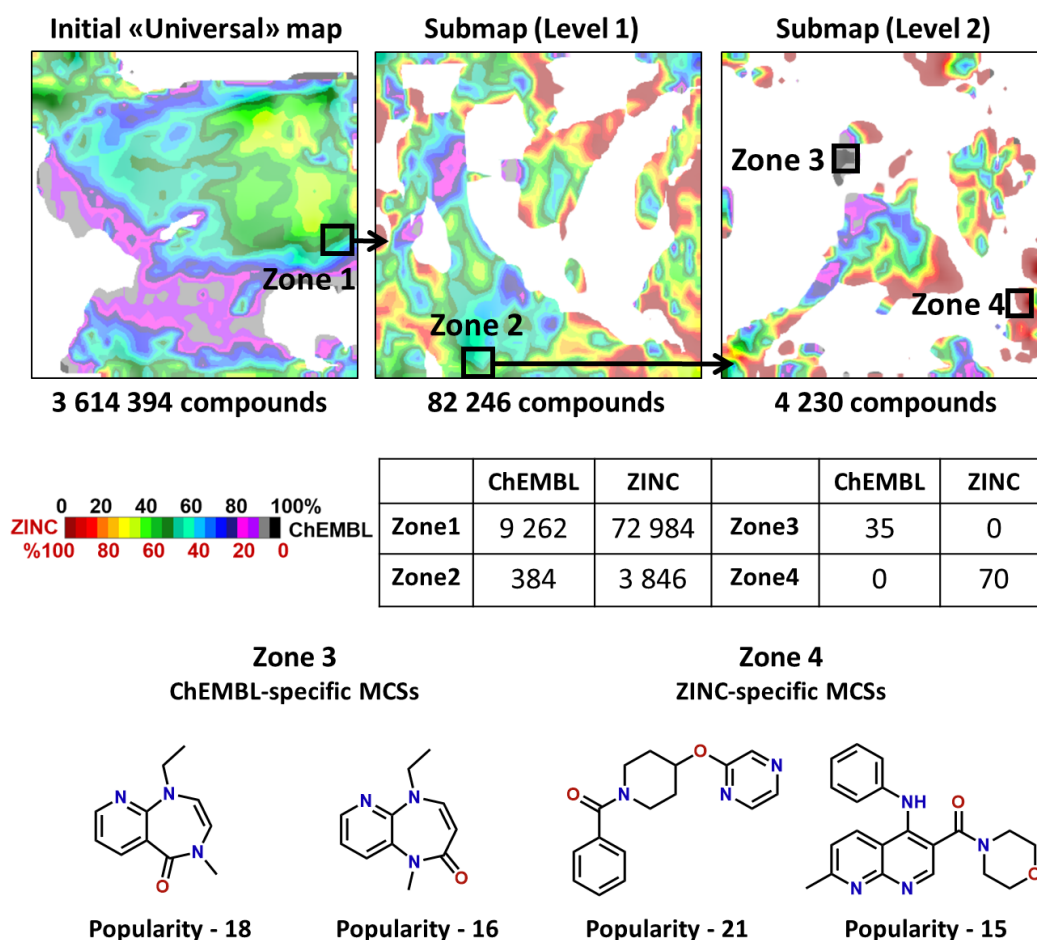 Initial «Universal» map
Submap (Level 1)
Submap (Level 2)
Zone 1
Zone 2
Zone 3
Zone 4
3 614 394 compounds
82 246 compounds
4 230 compounds
0 20 40 60 80 100%
ZINC ChEMBL
%100 80 60 40 20 0
ChEMBL ZINC ChEMBL ZINC
Zone1 9 262 72 984 Zone3 35 0
Zone2 384 3 846 Zone4 0 70
Zone 3
ChEMBL-specific MCSs
Zone 4
ZINC-specific MCSs
N N N O
N N N O
O N O N N
NH O N N N O
Popularity - 18
Popularity - 16
Popularity - 21
Popularity - 15